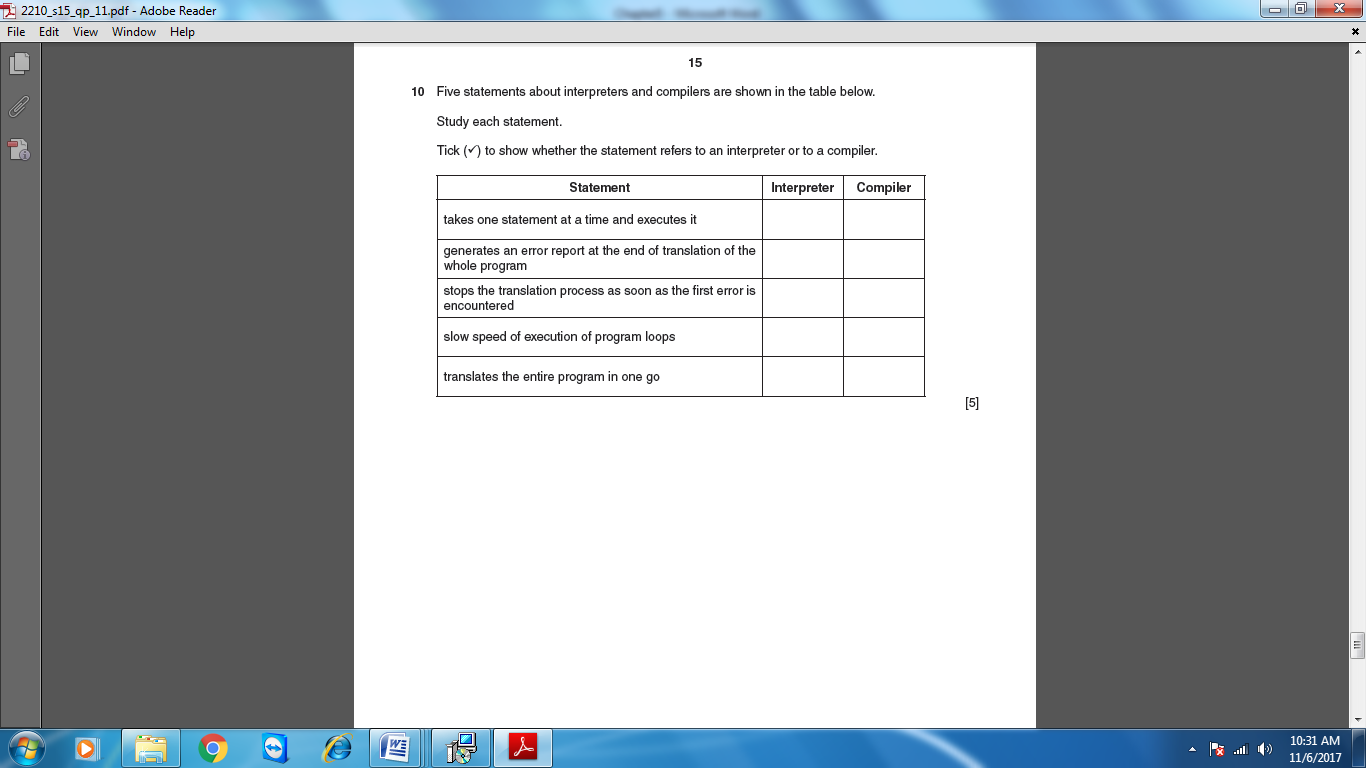 2210_s15_qp_11.pdf - Adobe Reader
File Edit View Window Help
15
10 Five statements about interpreters and compilers are shown in the table below.
Study each statement.
Tick (✓) to show whether the statement refers to an interpreter or to a compiler.
Statement Interpreter Compiler
takes one statement at a time and executes it
generates an error report at the end of translation of the
whole program
stops the translation process as soon as the first error is
encountered
slow speed of execution of program loops
translates the entire program in one go
[5]
10:31 AM
11/6/2017